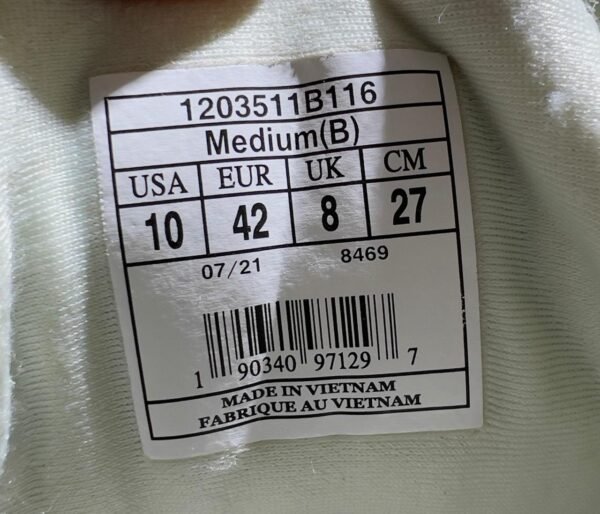 1203511B116
Medium(B)
USA EUR UK CM
10 42 8 27
07/21 8469
1 90340 97129 7
MADE IN VIETNAM
FABRIQUE AU VIETNAM